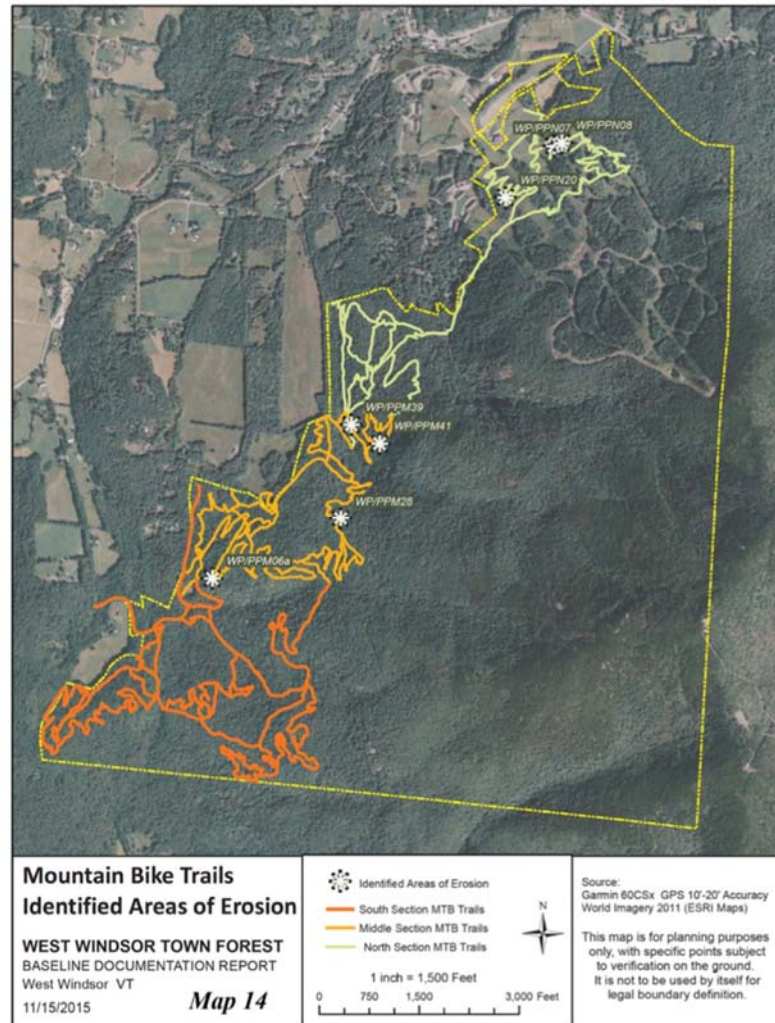 WP/PPN07
WP/PPN08
WP/PPN20
WP/PPM39
WP/PPM41
WP/PPM28
WP/PPM06a
Mountain Bike Trails
Identified Areas of Erosion
WEST WINDSOR TOWN FOREST
BASELINE DOCUMENTATION REPORT
West Windsor VT
11/15/2015
Map 14
Identified Areas of Erosion
South Section MTB Trails
Middle Section MTB Trails
North Section MTB Trails
N
1 inch = 1,500 Feet
0 750 1,500 3,000 Feet
Source:
Garmin 60CSx GPS 10'-20' Accuracy
World Imagery 2011 (ESRI Maps)
This map is for planning purposes
only, with specific points subject
to verification on the ground.
It is not to be used by itself for
legal boundary definition.